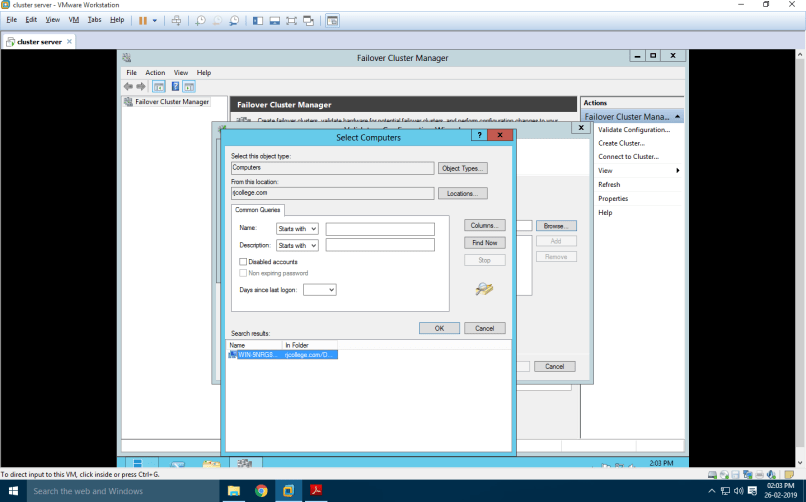 cluster server - VMware Workstation
File Edit View VM Tabs Help
cluster server
Failover Cluster Manager
File Action View Help
Failover Cluster Manager
Failover Cluster Manager
Create failover clusters, validate hardware for potential failover clusters, and perform configuration changes to your
Actions
Failover Cluster Mana...
Validate Configuration...
Create Cluster...
Connect to Cluster...
View
Refresh
Properties
Help
Select Computers
Select this object type:
Computers
Object Types...
From this location:
rjcollege.com
Locations...
Common Queries
Name: Starts with
Description: Starts with
Disabled accounts
Non expiring password
Days since last logon:
Columns...
Find Now
Stop
Browse...
Add
Remove
OK Cancel
Search results:
Name In Folder
WIN-9NRG8... rjcollege.com/D...
Cancel
2:03 PM
To direct input to this VM, click inside or press Ctrl+G.
Search the web and Windows
02:03 PM
26-02-2019